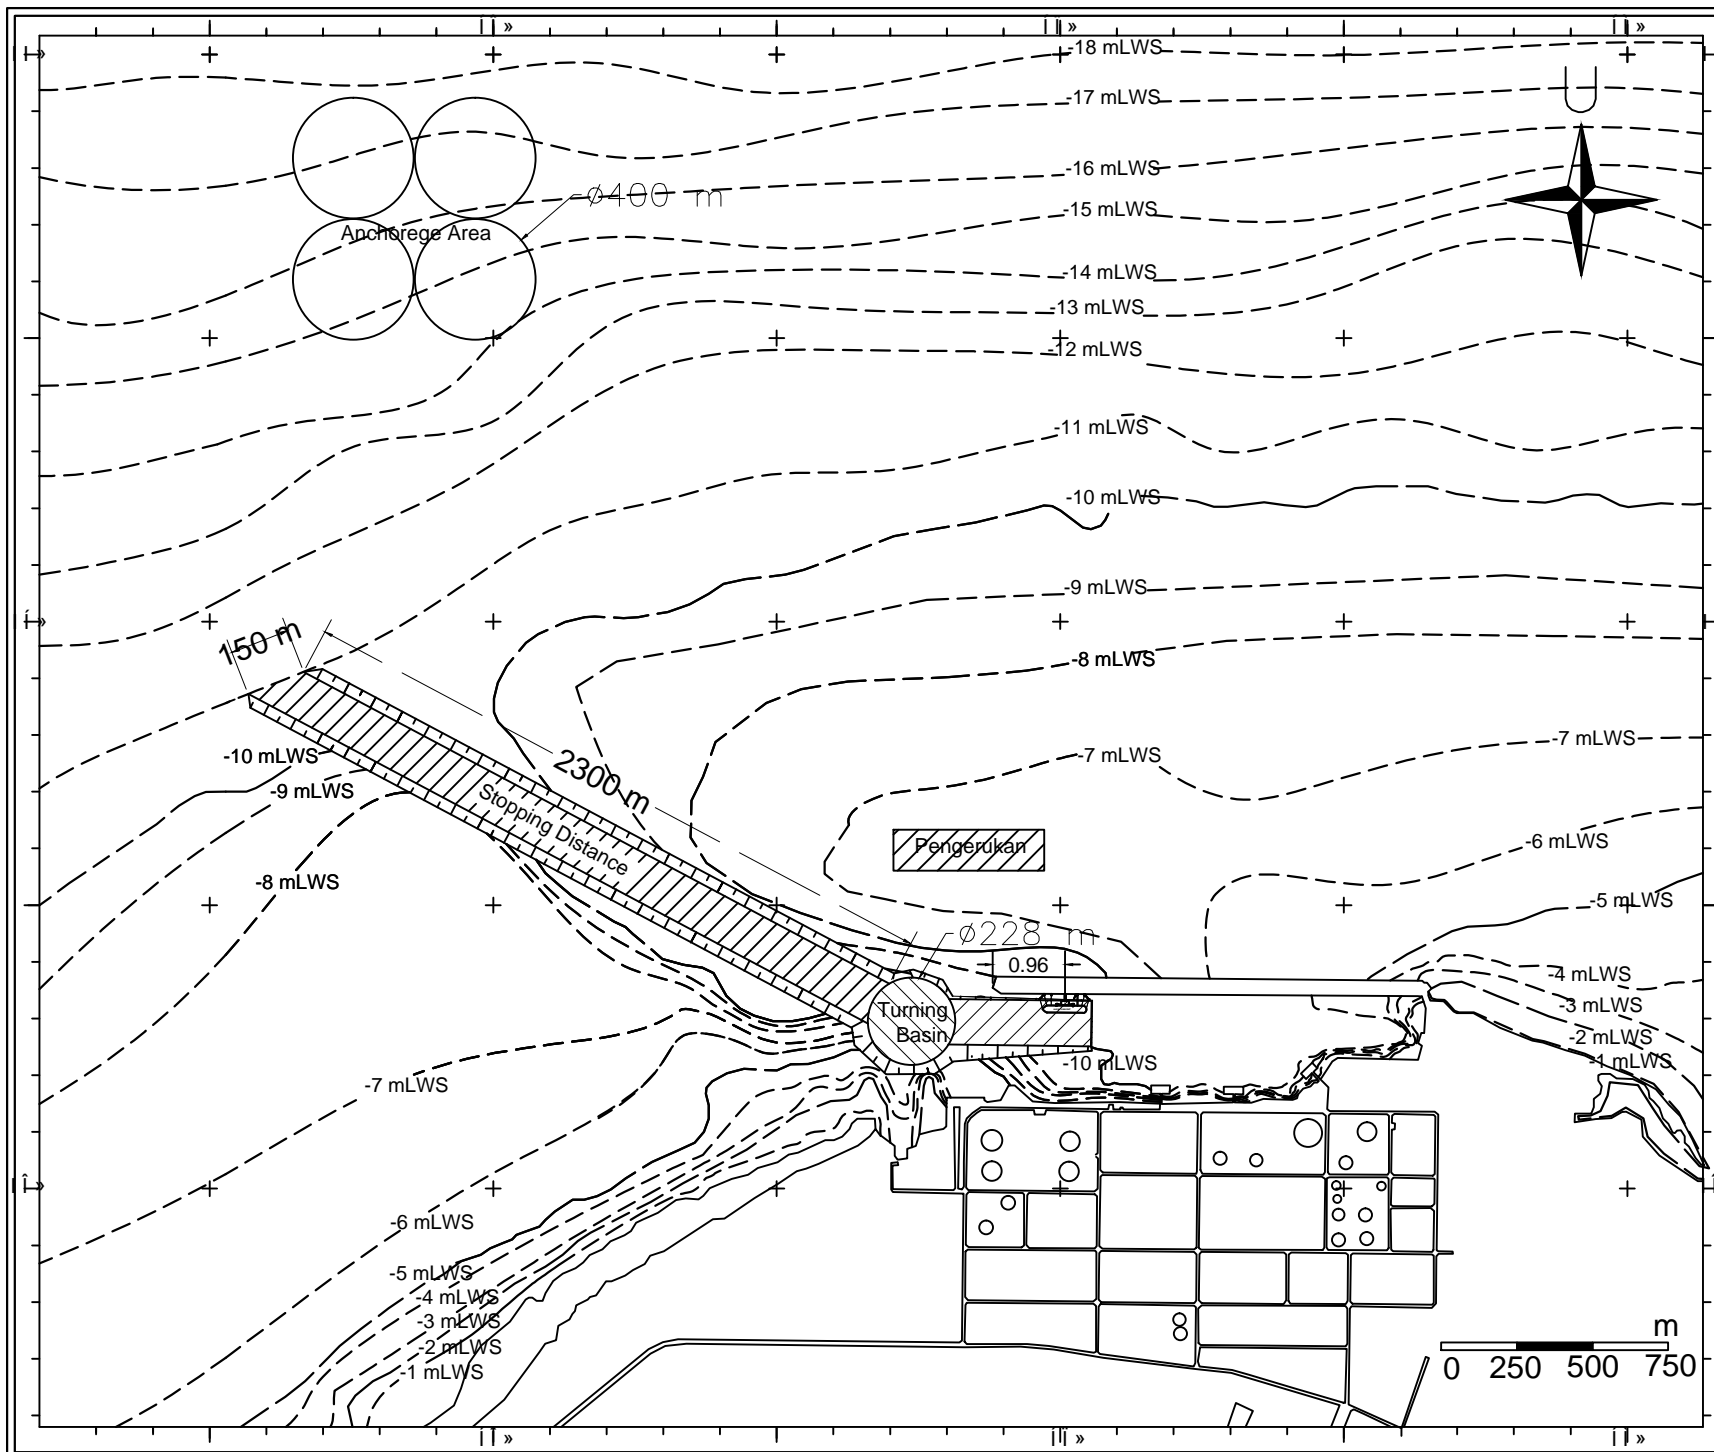 -18 mLWS
-17 mLWS
-16 mLWS
-ø400 m
-15 mLWS
Anchorege Area
-14 mLWS
-13 mLWS
-12 mLWS
-11 mLWS
-10 mLWS
-9 mLWS
150 m
-8 mLWS
-7 mLWS
-10 mLWS
-7 mLWS
2300 m
-9 mLWS
Stopping Distance
-6 mLWS
Pengerukan
-8 mLWS
-5 mLWS
-ø228 m
0.96
-4 mLWS
-3 mLWS
Turning
Basin
-2 mLWS
-10 mLWS
-1 mLWS
-7 mLWS
-6 mLWS
-5 mLWS
-4 mLWS
-3 mLWS
-2 mLWS
-1 mLWS
m
0 250 500 750